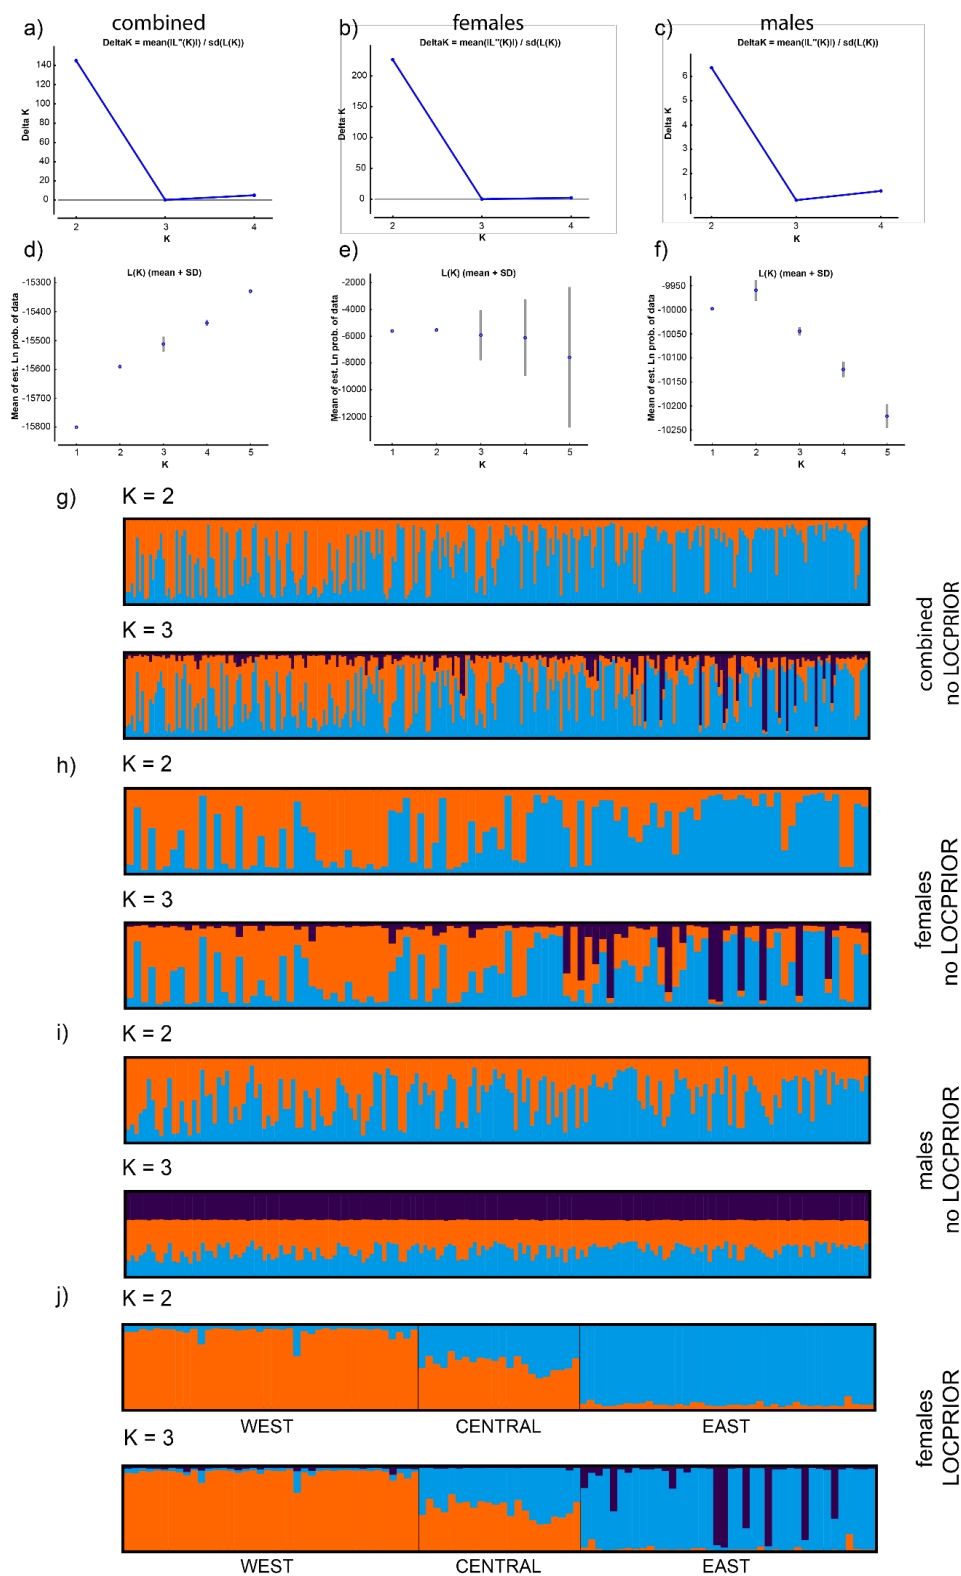 a) combined
DeltaK = mean(|L"(K)|) / sd(L(K))
140
120
100
80
60
40
20
0
Delta K
2 3 4
K
b) females
DeltaK = mean(|L"(K)|) / sd(L(K))
200
150
100
50
0
Delta K
2 3 4
K
c) males
DeltaK = mean(|L"(K)|) / sd(L(K))
6
5
4
3
2
1
Delta K
2 3 4
K
d)
L(K) (mean + SD)
-15300
-15400
-15500
-15600
-15700
-15800
Mean of est. Ln prob. of data
1 2 3 4 5
K
e)
L(K) (mean + SD)
-2000
-4000
-6000
-8000
-10000
-12000
Mean of est. Ln prob. of data
1 2 3 4 5
K
f)
L(K) (mean + SD)
-9950
-10000
-10050
-10100
-10150
-10200
-10250
Mean of est. Ln prob. of data
1 2 3 4 5
K
g) K = 2
K = 3
combined
no LOCPRIOR
h) K = 2
K = 3
females
no LOCPRIOR
i) K = 2
K = 3
males
no LOCPRIOR
j) K = 2
WEST CENTRAL EAST
K = 3
WEST CENTRAL EAST
females
LOCPRIOR